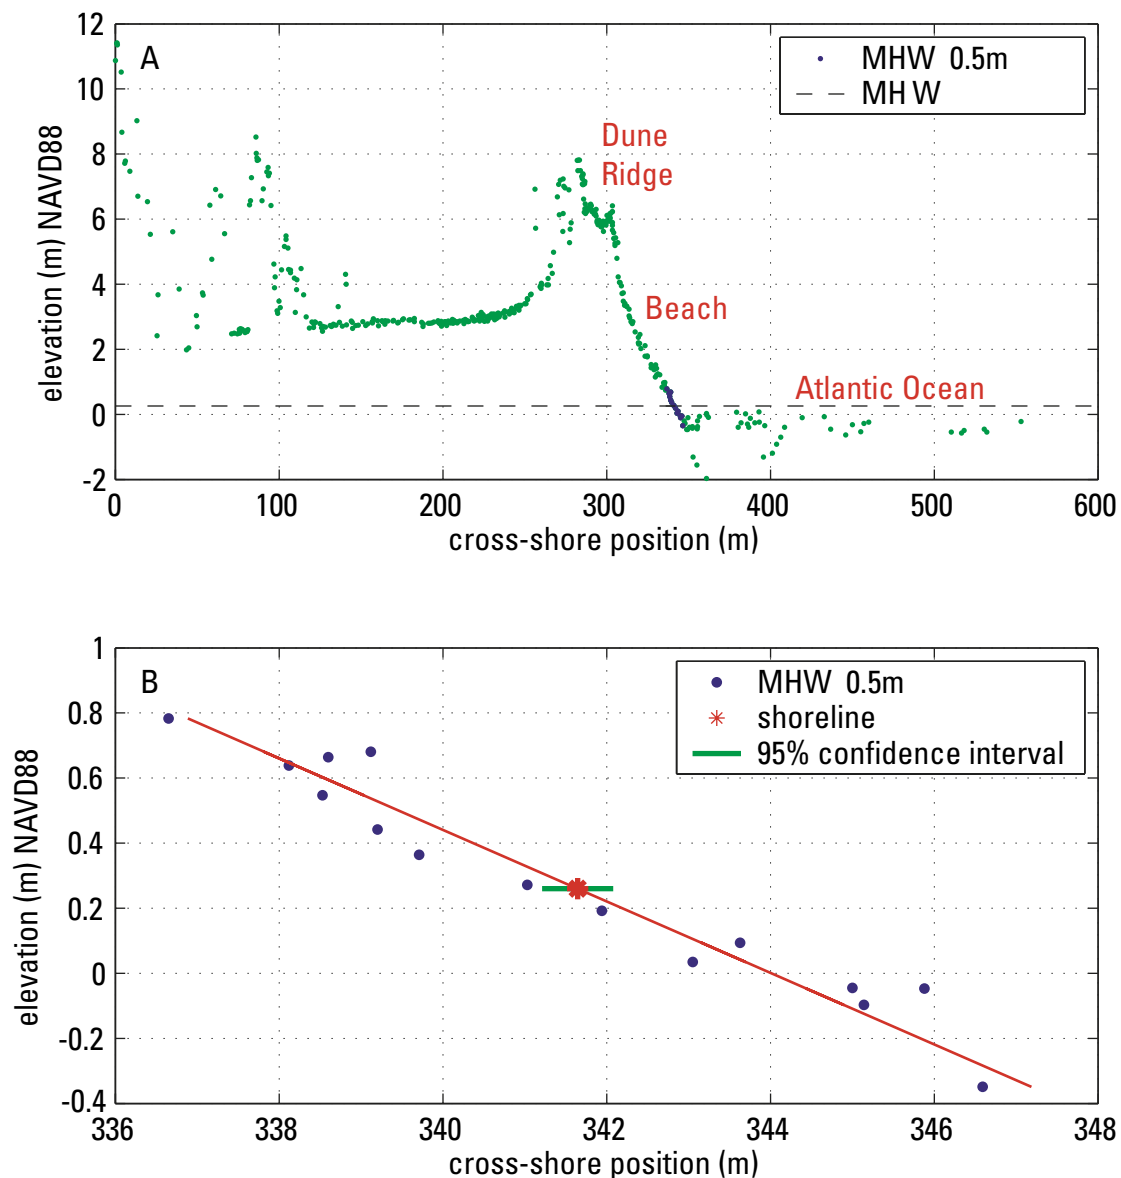 A
12
10
8
6
4
2
0
-2
elevation (m) NAVD88
MHW 0.5m
MH W
Dune
Ridge
Beach
Atlantic Ocean
0 100 200 300 400 500 600
cross-shore position (m)
B
1
0.8
0.6
0.4
0.2
0
-0.2
-0.4
elevation (m) NAVD88
MHW 0.5m
shoreline
95% confidence interval
336 338 340 342 344 346 348
cross-shore position (m)